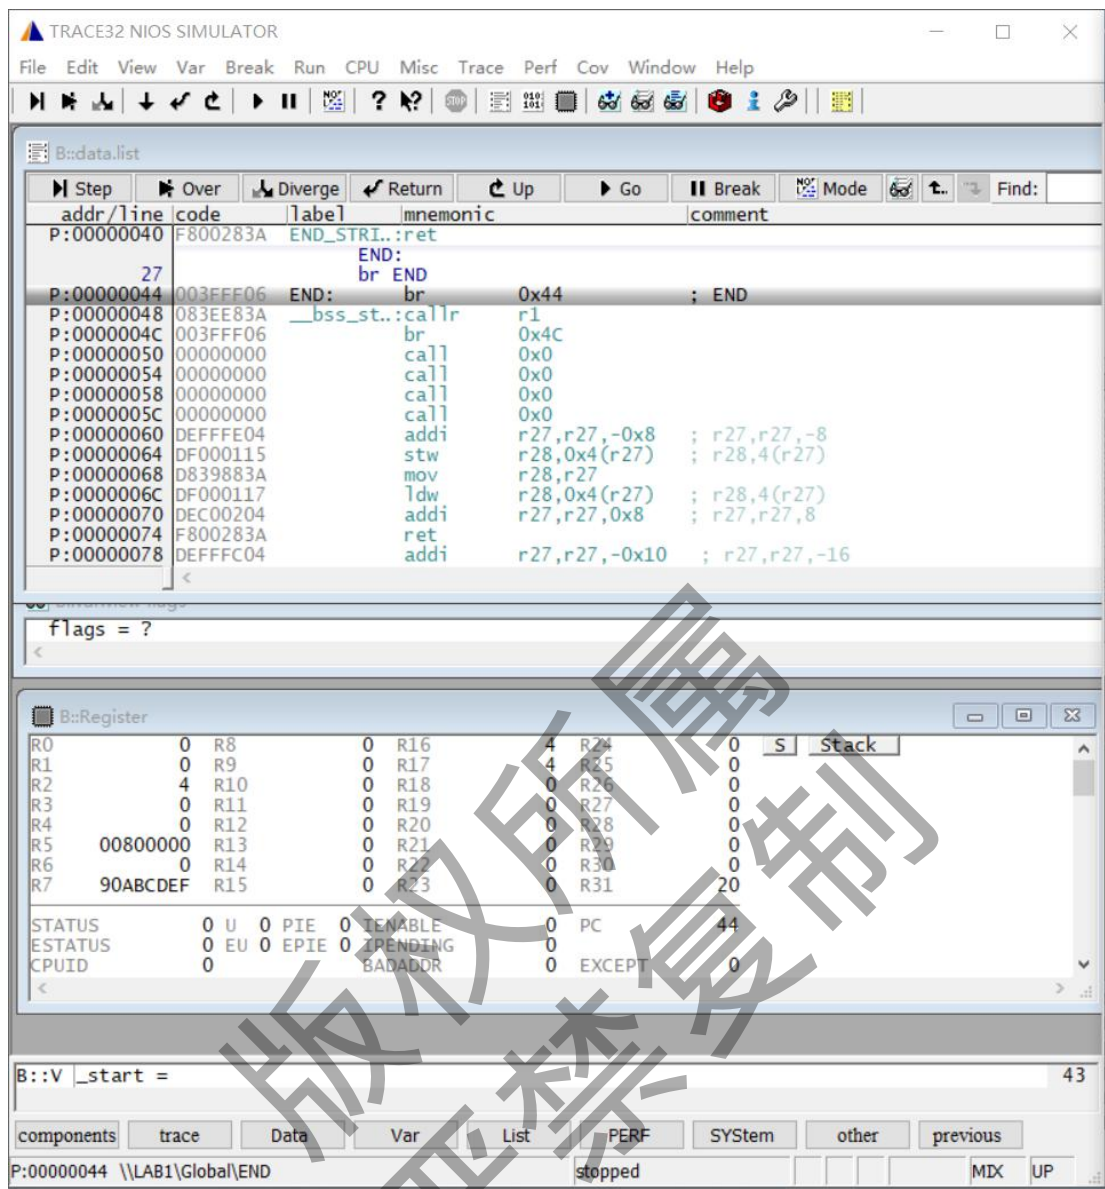 TRACE32 NIOS SIMULATOR
File Edit View Var Break Run CPU Misc Trace Perf Cov Window Help
B::data.list
Step Over Diverge Return Up Go Break Mode Find:
addr/line code label mnemonic comment
P:00000040 F800283A END_STRI..:ret
END:
27 br END
P:00000044 003FFF06 END: br 0x44 ; END
P:00000048 083EE83A __bss_st..:callr r1
P:0000004C 003FFF06 br 0x4C
P:00000050 00000000 call 0x0
P:00000054 00000000 call 0x0
P:00000058 00000000 call 0x0
P:0000005C 00000000 call 0x0
P:00000060 DEFFFE04 addi r27,r27,-0x8 ; r27,r27,-8
P:00000064 DF000115 stw r28,0x4(r27) ; r28,4(r27)
P:00000068 D839883A mov r28,r27
P:0000006C DF000117 ldw r28,0x4(r27) ; r28,4(r27)
P:00000070 DEC00204 addi r27,r27,0x8 ; r27,r27,8
P:00000074 F800283A ret
P:00000078 DEFFFC04 addi r27,r27,-0x10 ; r27,r27,-16
flags = ?
B::Register
R0 0 R8 0 R16 4 R24 0 S Stack
R1 0 R9 0 R17 4 R25 0
R2 4 R10 0 R18 0 R26 0
R3 0 R11 0 R19 0 R27 0
R4 0 R12 0 R20 0 R28 0
R5 00800000 R13 0 R21 0 R29 0
R6 0 R14 0 R22 0 R30 0
R7 90ABCDEF R15 0 R23 0 R31 20
STATUS 0 U 0 PIE 0 IENABLE 0 PC 44
ESTATUS 0 EU 0 EPIE 0 IPENDING 0
CPUID 0 BADADDR 0 EXCEPT 0
B::V _start = 43
components trace Data Var List PERF SYStem other previous
P:00000044 \\LAB1\Global\END stopped MIX UP
版权所属
严禁复制